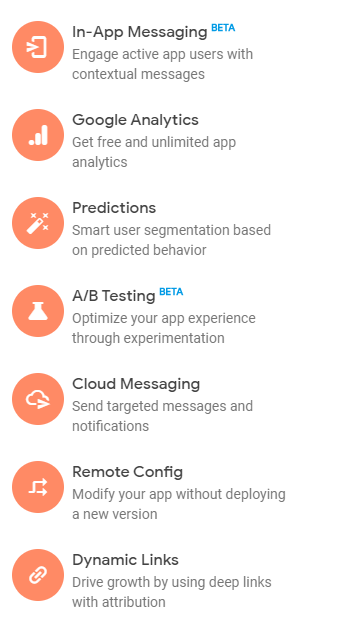 In-App Messaging BETA
Engage active app users with
contextual messages
Google Analytics
Get free and unlimited app
analytics
Predictions
Smart user segmentation based
on predicted behavior
A/B Testing BETA
Optimize your app experience
through experimentation
Cloud Messaging
Send targeted messages and
notifications
Remote Config
Modify your app without deploying
a new version
Dynamic Links
Drive growth by using deep links
with attribution